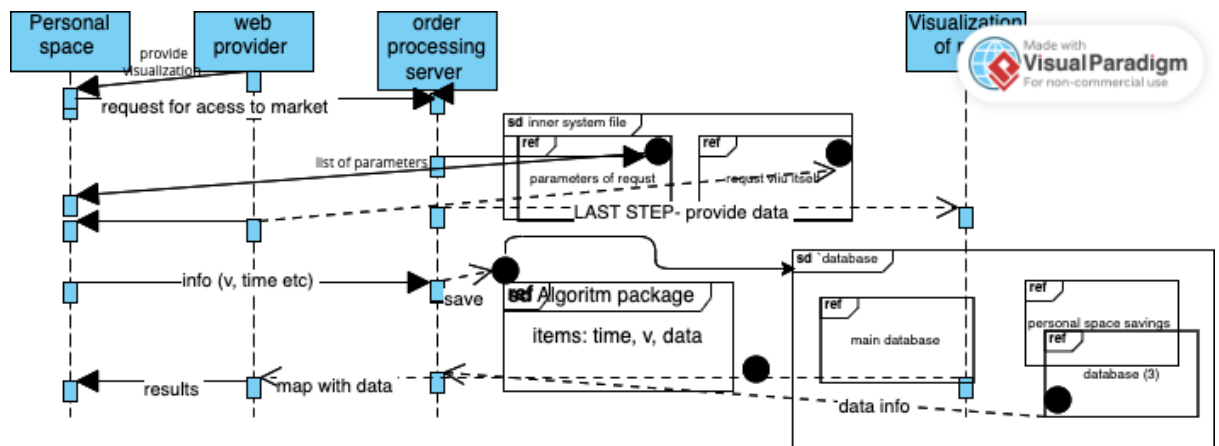 Personal
space
web
provider
order
processing
server
Visualization
Made with
VisualParadigm
For non-commercial use
provide
visualization
request for acess to market
sd inner system file
ref
ref
list of parameters
parameters of requst
requst
LAST STEP- provide data
sd `database
info (v, time etc)
save
ref
sd Algoritm package
items: time, v, data
ref
main database
ref
personal space savings
ref
database (3)
results
map with data
data info